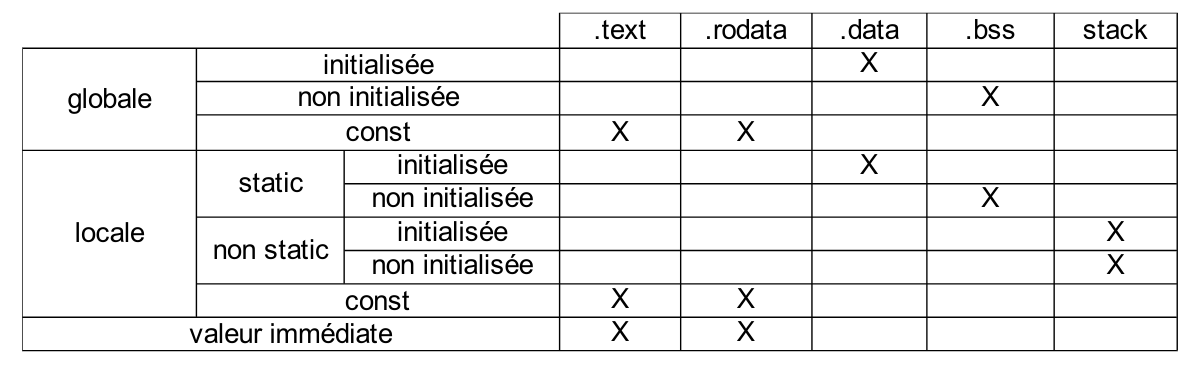 .text .rodata .data .bss stack
globale initialisée X
non initialisée X
const X X
locale static initialisée X
non initialisée X
non static initialisée X
non initialisée X
const X X
valeur immédiate X X